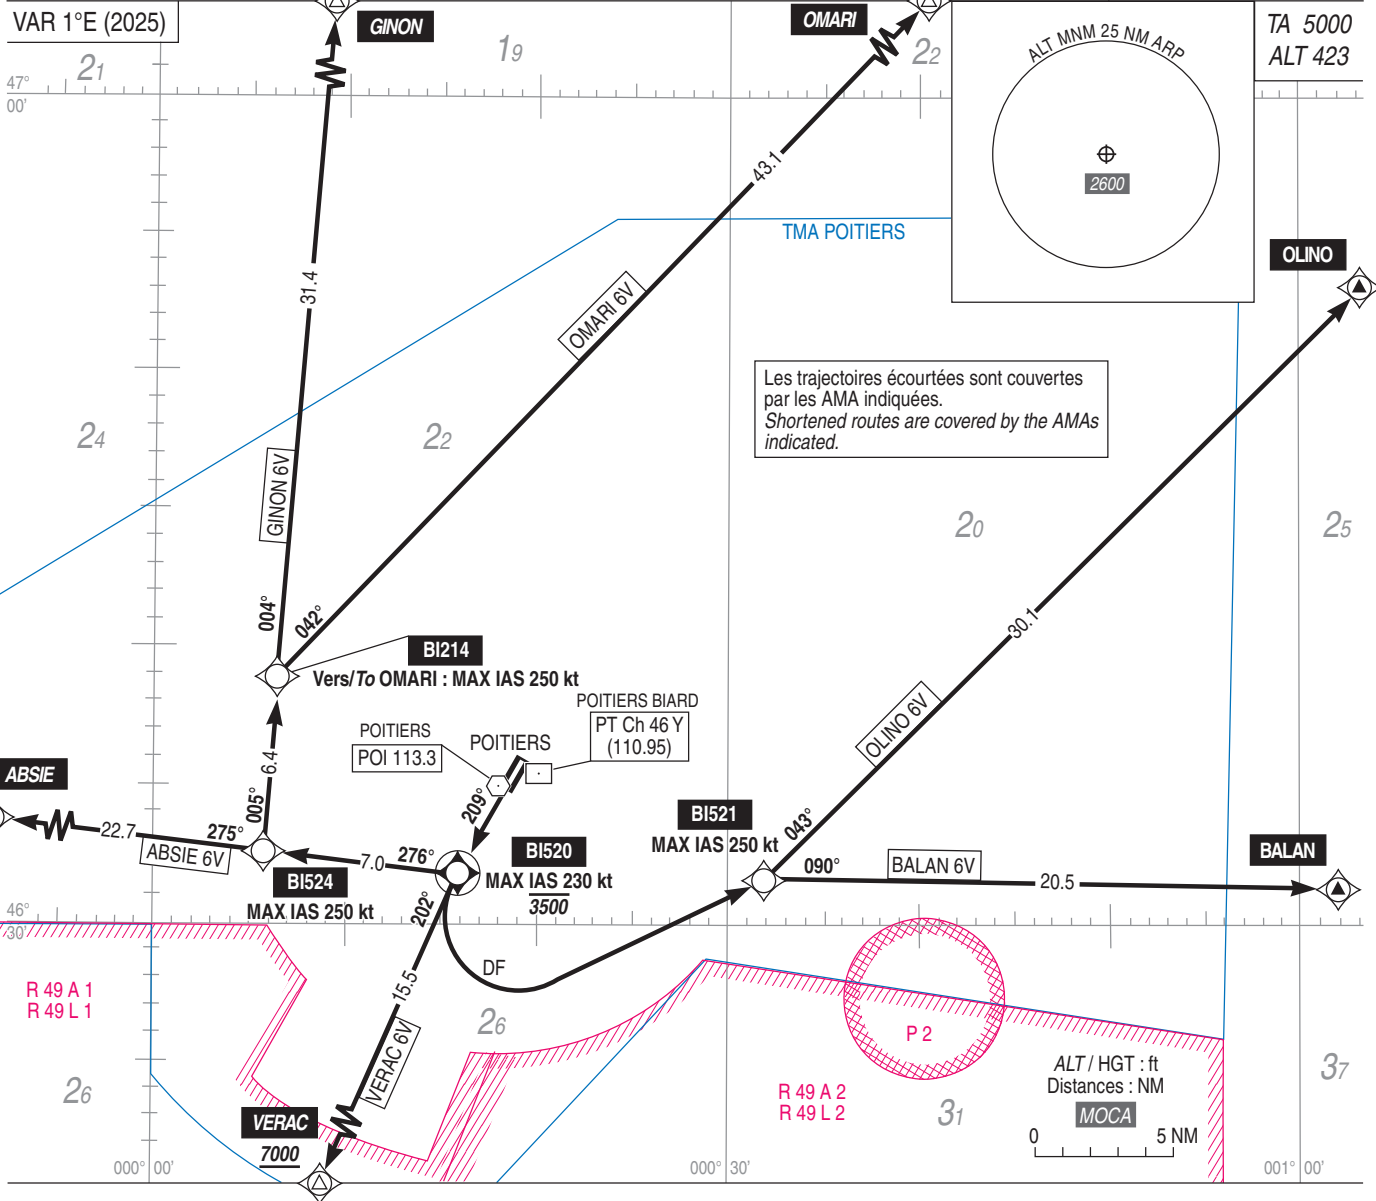 VAR 1°E (2025)
GINON
OMARI
TA 5000
ALT 423
ALT MNM 25 NM ARP
2600
21
19
22
47°
00'
43.1
TMA POITIERS
OLINO
31.4
OMARI 6V
Les trajectoires écourtées sont couvertes
par les AMA indiquées.
Shortened routes are covered by the AMAs
indicated.
24
22
GINON 6V
20
25
004°
042°
30.1
BI214
Vers/To OMARI : MAX IAS 250 kt
POITIERS BIARD
PT Ch 46 Y
(110.95)
POITIERS
POI 113.3
POITIERS
OLINO 6V
6.4
ABSIE
005°
209°
BI521
MAX IAS 250 kt
043°
22.7
275°
ABSIE 6V
7.0
276°
BI520
MAX IAS 230 kt
3500
090°
BALAN 6V
20.5
BALAN
BI524
MAX IAS 250 kt
202°
46°
30'
DF
15.5
R 49 A 1
R 49 L 1
26
P 2
VERAC 6V
26
R 49 A 2
R 49 L 2
31
37
ALT / HGT : ft
Distances : NM
MOCA
0
5 NM
VERAC
7000
000° 00'
000° 30'
001° 00'